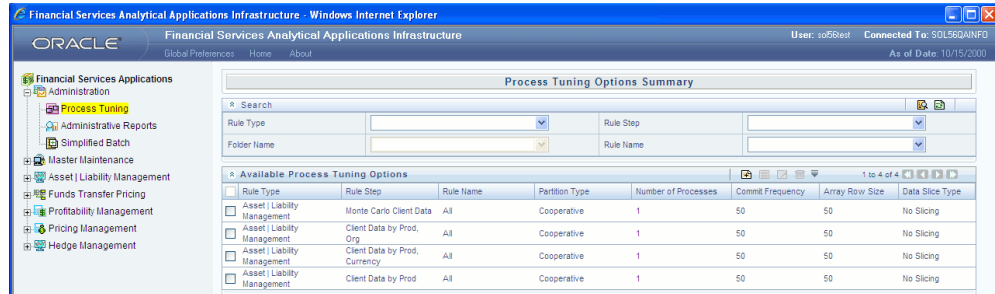 Financial Services Analytical Applications Infrastructure - Windows Internet Explorer
ORACLE
Financial Services Analytical Applications Infrastructure
User: sol56test Connected To: SOL56QAINFO
Global Preferences Home About
As of Date: 10/15/2000
Financial Services Applications
Administration
Process Tuning
Administrative Reports
Simplified Batch
Master Maintenance
Asset | Liability Management
Funds Transfer Pricing
Profitability Management
Pricing Management
Hedge Management
Process Tuning Options Summary
Search
Rule Type Rule Step
Folder Name Rule Name
Available Process Tuning Options 1 to 4 of 4
Rule Type Rule Step Rule Name Partition Type Number of Processes Commit Frequency Array Row Size Data Slice Type
Asset | Liability Management Monte Carlo Client Data All Cooperative 1 50 50 No Slicing
Asset | Liability Management Client Data by Prod, Org All Cooperative 1 50 50 No Slicing
Asset | Liability Management Client Data by Prod, Currency All Cooperative 1 50 50 No Slicing
Asset | Liability Management Client Data by Prod All Cooperative 1 50 50 No Slicing